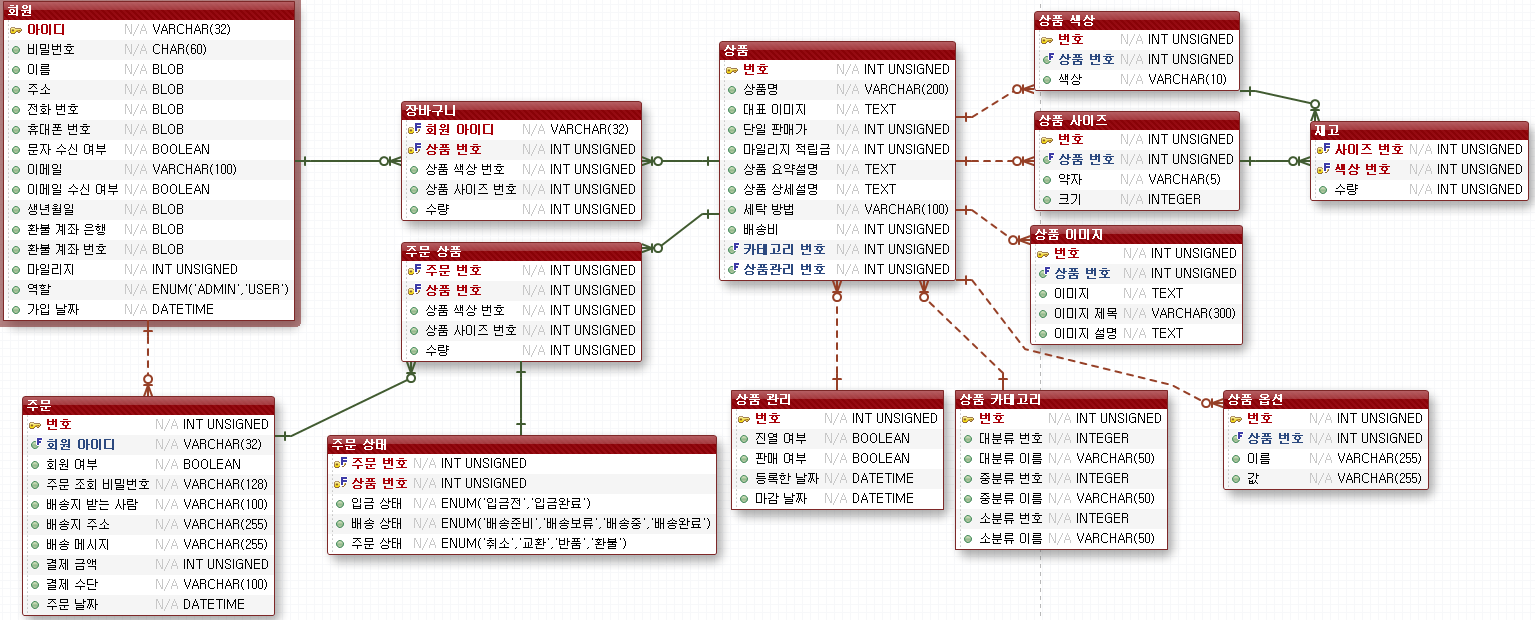 회원
아이디 N/A VARCHAR(32)
비밀번호 N/A CHAR(60)
이름 N/A BLOB
주소 N/A BLOB
전화 번호 N/A BLOB
휴대폰 번호 N/A BLOB
문자 수신 여부 N/A BOOLEAN
이메일 N/A VARCHAR(100)
이메일 수신 여부 N/A BOOLEAN
생년월일 N/A BLOB
환불 계좌 은행 N/A BLOB
환불 계좌 번호 N/A BLOB
마일리지 N/A INT UNSIGNED
역할 N/A ENUM('ADMIN','USER')
가입 날짜 N/A DATETIME
장바구니
회원 아이디 N/A VARCHAR(32)
상품 번호 N/A INT UNSIGNED
상품 색상 번호 N/A INT UNSIGNED
상품 사이즈 번호 N/A INT UNSIGNED
수량 N/A INT UNSIGNED
주문 상품
주문 번호 N/A INT UNSIGNED
상품 번호 N/A INT UNSIGNED
상품 색상 번호 N/A INT UNSIGNED
상품 사이즈 번호 N/A INT UNSIGNED
수량 N/A INT UNSIGNED
상품
번호 N/A INT UNSIGNED
상품명 N/A VARCHAR(200)
대표 이미지 N/A TEXT
단일 판매가 N/A INT UNSIGNED
마일리지 적립금 N/A INT UNSIGNED
상품 요약설명 N/A TEXT
상품 상세설명 N/A TEXT
세탁 방법 N/A VARCHAR(100)
배송비 N/A INT UNSIGNED
카테고리 번호 N/A INT UNSIGNED
상품관리 번호 N/A INT UNSIGNED
상품 색상
번호 N/A INT UNSIGNED
상품 번호 N/A INT UNSIGNED
색상 N/A VARCHAR(10)
상품 사이즈
번호 N/A INT UNSIGNED
상품 번호 N/A INT UNSIGNED
약자 N/A VARCHAR(5)
크기 N/A INTEGER
재고
사이즈 번호 N/A INT UNSIGNED
색상 번호 N/A INT UNSIGNED
수량 N/A INT UNSIGNED
상품 이미지
번호 N/A INT UNSIGNED
상품 번호 N/A INT UNSIGNED
이미지 N/A TEXT
이미지 제목 N/A VARCHAR(300)
이미지 설명 N/A TEXT
주문
번호 N/A INT UNSIGNED
회원 아이디 N/A VARCHAR(32)
회원 여부 N/A BOOLEAN
주문 조회 비밀번호 N/A VARCHAR(128)
배송지 받는 사람 N/A VARCHAR(100)
배송지 주소 N/A VARCHAR(255)
배송 메시지 N/A VARCHAR(255)
결제 금액 N/A INT UNSIGNED
결제 수단 N/A VARCHAR(100)
주문 날짜 N/A DATETIME
주문 상태
주문 번호 N/A INT UNSIGNED
상품 번호 N/A INT UNSIGNED
입금 상태 N/A ENUM('입금전','입금완료')
배송 상태 N/A ENUM('배송준비','배송보류','배송중','배송완료')
주문 상태 N/A ENUM('취소','교환','반품','환불')
상품 관리
번호 N/A INT UNSIGNED
진열 여부 N/A BOOLEAN
판매 여부 N/A BOOLEAN
등록한 날짜 N/A DATETIME
마감 날짜 N/A DATETIME
상품 카테고리
번호 N/A INT UNSIGNED
대분류 번호 N/A INTEGER
대분류 이름 N/A VARCHAR(50)
중분류 번호 N/A INTEGER
중분류 이름 N/A VARCHAR(50)
소분류 번호 N/A INTEGER
소분류 이름 N/A VARCHAR(50)
상품 옵션
번호 N/A INT UNSIGNED
상품 번호 N/A INT UNSIGNED
이름 N/A VARCHAR(255)
값 N/A VARCHAR(255)